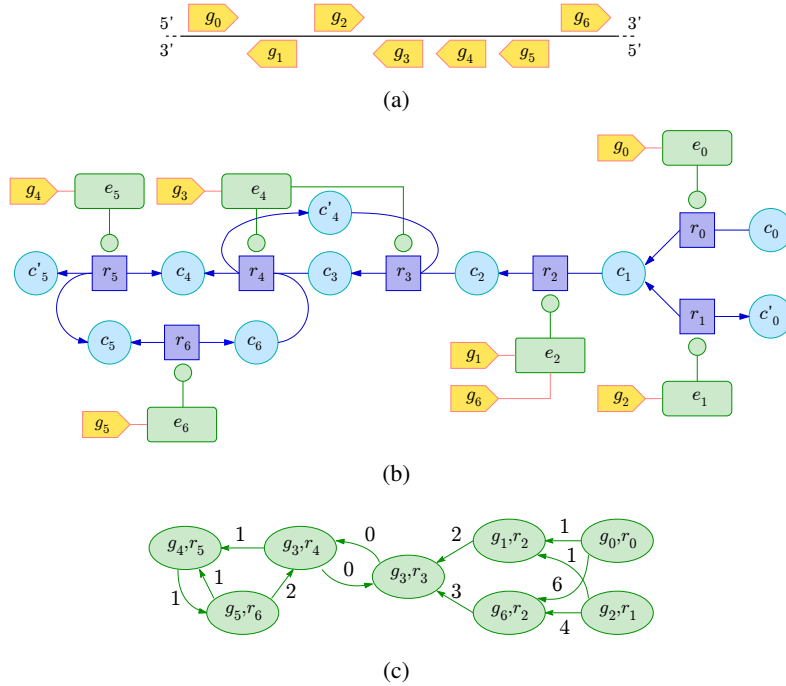 5' g₀ g₂ g₆ 3'
3' g₁ g₃ g₄ g₅ 5'
(a)
g₀ e₀
g₄ e₅ g₃ e₄
c'₄
r₀ c₀
c'₅ r₅ c₄ r₄ c₃ r₃ c₂ r₂ c₁
r₁ c'₀
c₅ r₆ c₆
g₁ e₂
g₆ g₂ e₁
g₅ e₆
(b)
1 0 2 1
g₄,r₅ g₃,r₄ g₁,r₂ g₀,r₀
1
0 g₃,r₃
1 1 2 6
g₅,r₆ 3 g₆,r₂ 4 g₂,r₁
(c)